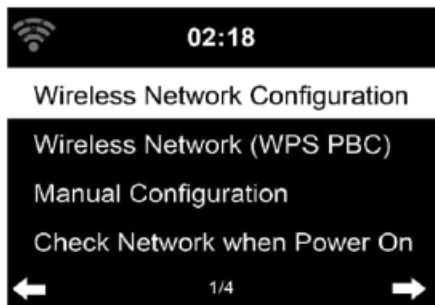 02:18
Wireless Network Configuration
Wireless Network (WPS PBC)
Manual Configuration
Check Network when Power On
1/4